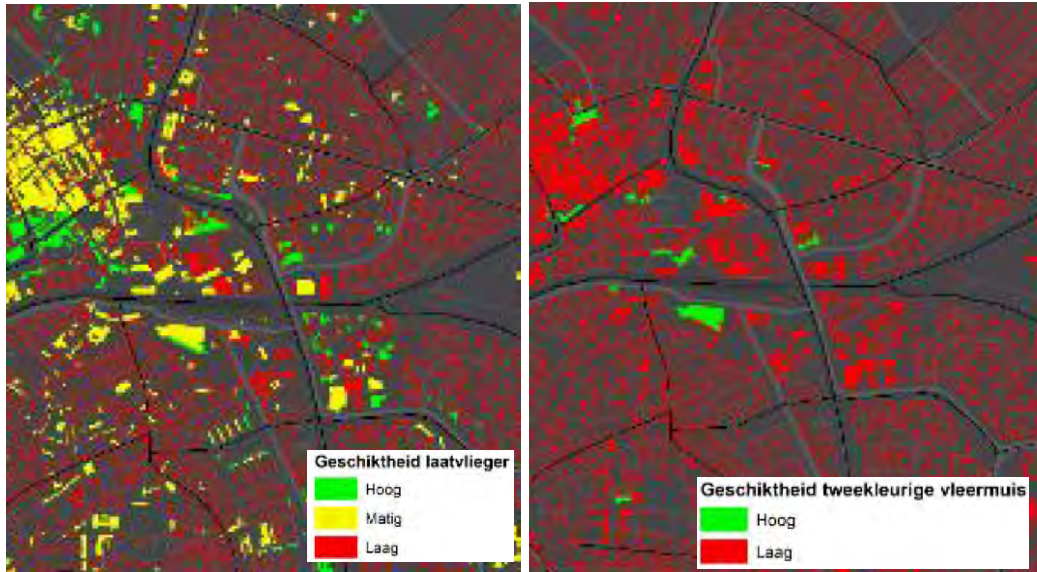 Geschiktheid laatvlieger
Hoog
Matig
Laag
Geschiktheid tweekleurige vleermuis
Hoog
Laag